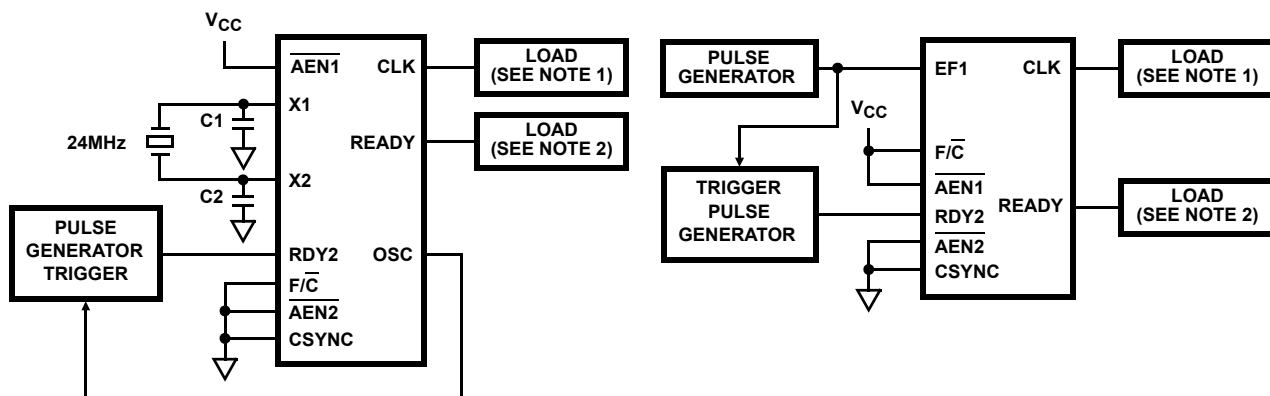 VCC
AEN1
CLK
LOAD
(SEE NOTE 1)
X1
C1
24MHz
READY
LOAD
(SEE NOTE 2)
X2
C2
PULSE
GENERATOR
TRIGGER
RDY2
OSC
F/C
AEN2
CSYNC
PULSE
GENERATOR
EF1
CLK
LOAD
(SEE NOTE 1)
VCC
F/C
TRIGGER
PULSE
GENERATOR
AEN1
RDY2
READY
LOAD
(SEE NOTE 2)
AEN2
CSYNC